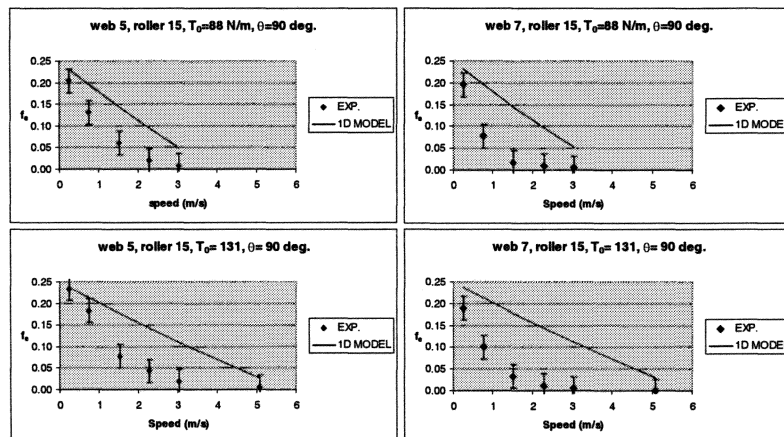 web 5, roller 15, T₀=88 N/m, θ=90 deg.
0.25
0.20
0.15
fₑ
0.10
0.05
0.00
0 1 2 3 4 5 6
speed (m/s)
EXP.
1D MODEL
web 7, roller 15, T₀=88 N/m, θ=90 deg.
0.25
0.20
0.15
fₑ
0.10
0.05
0.00
0 1 2 3 4 5 6
Speed (m/s)
EXP.
1D MODEL
web 5, roller 15, T₀= 131, θ= 90 deg.
0.25
0.20
0.15
fₑ
0.10
0.05
0.00
0 1 2 3 4 5 6
Speed (m/s)
EXP.
1D MODEL
web 7, roller 15, T₀= 131, θ= 90 deg.
0.25
0.20
0.15
fₑ
0.10
0.05
0.00
0 1 2 3 4 5 6
Speed (m/s)
EXP.
1D MODEL